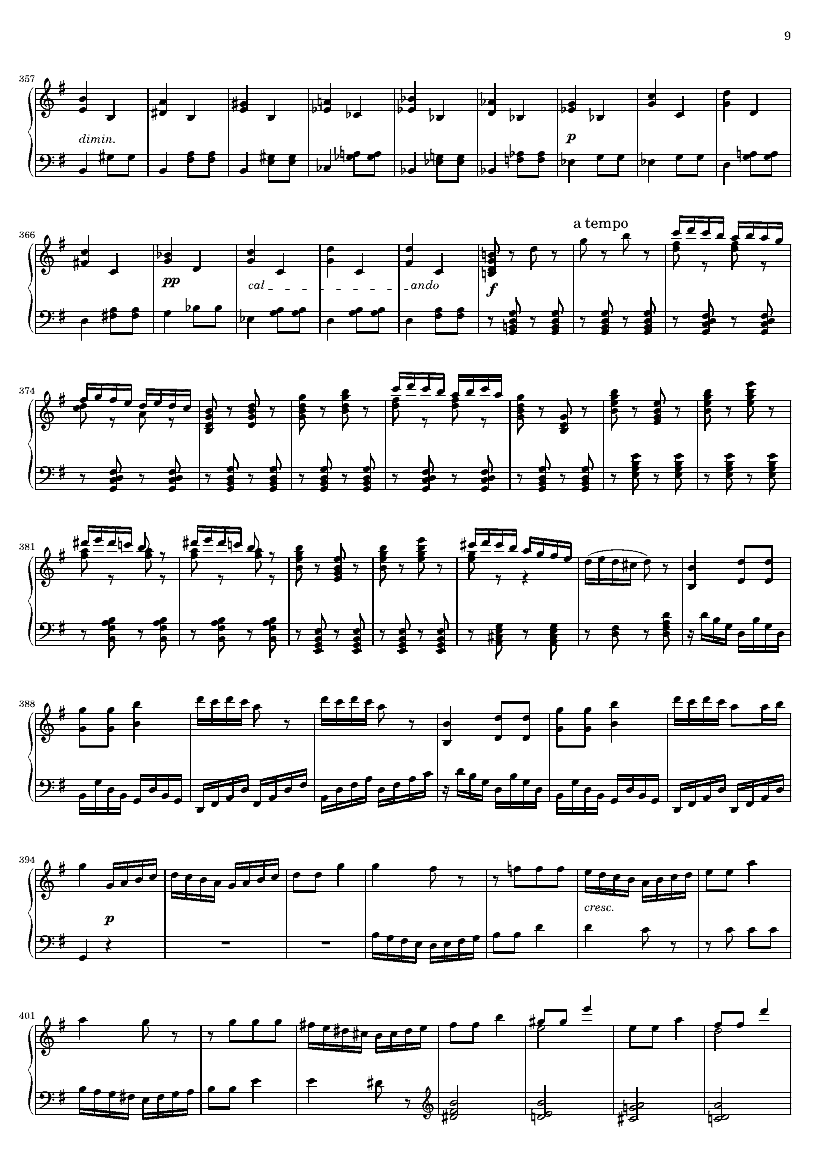 9
357
dimin.
p
366
a tempo
pp
cal
ando
f
374
381
388
394
p
cresc.
401